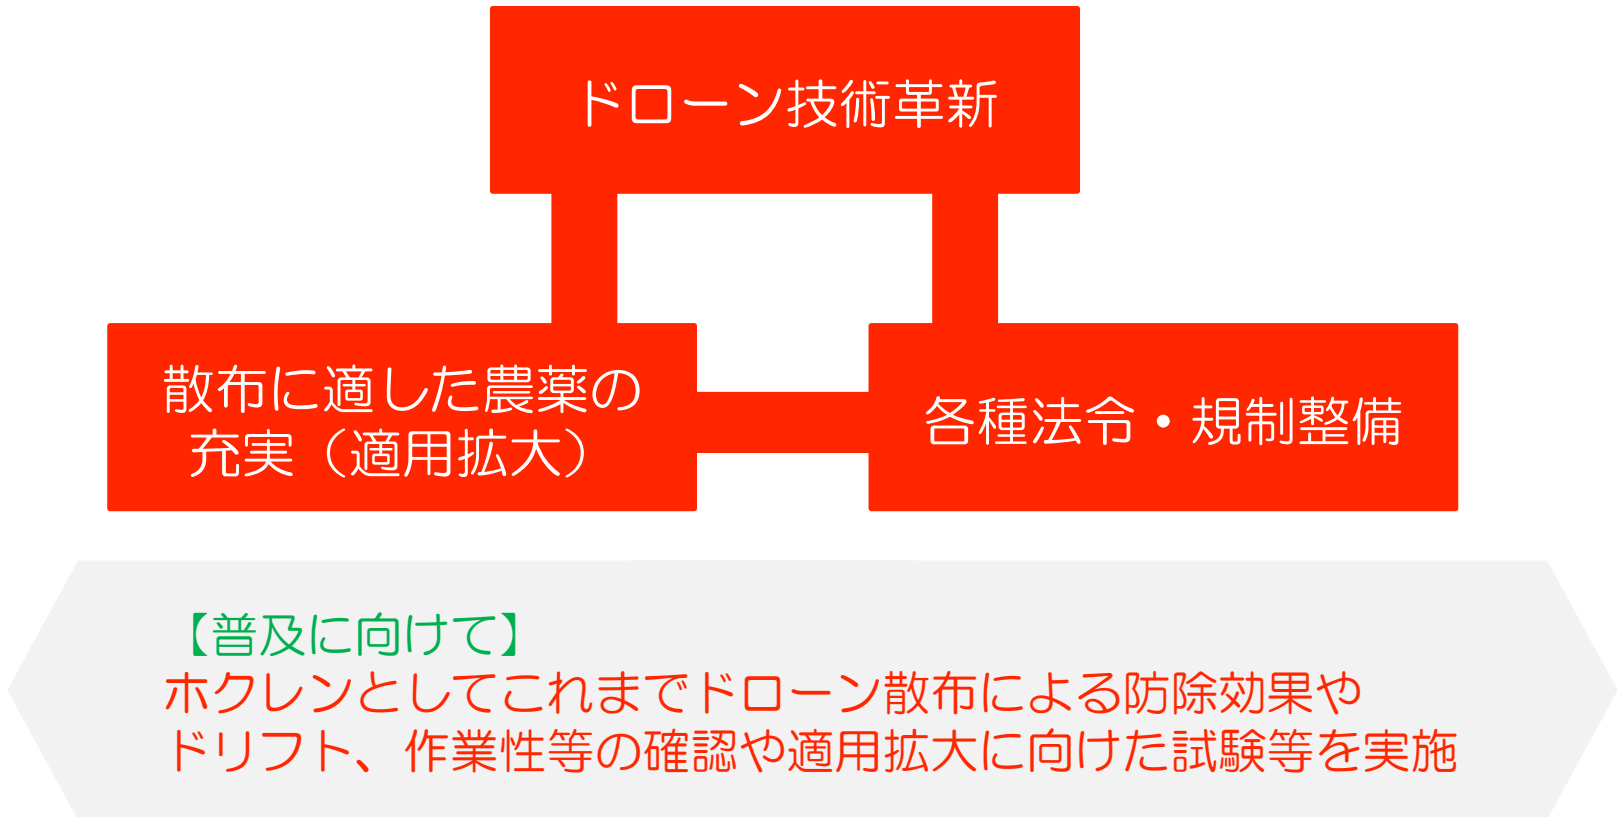 ドローン技術革新
散布に適した農薬の
充実（適用拡大）
各種法令・規制整備
【普及に向けて】
ホクレンとしてこれまでドローン散布による防除効果や
ドリフト、作業性等の確認や適用拡大に向けた試験等を実施